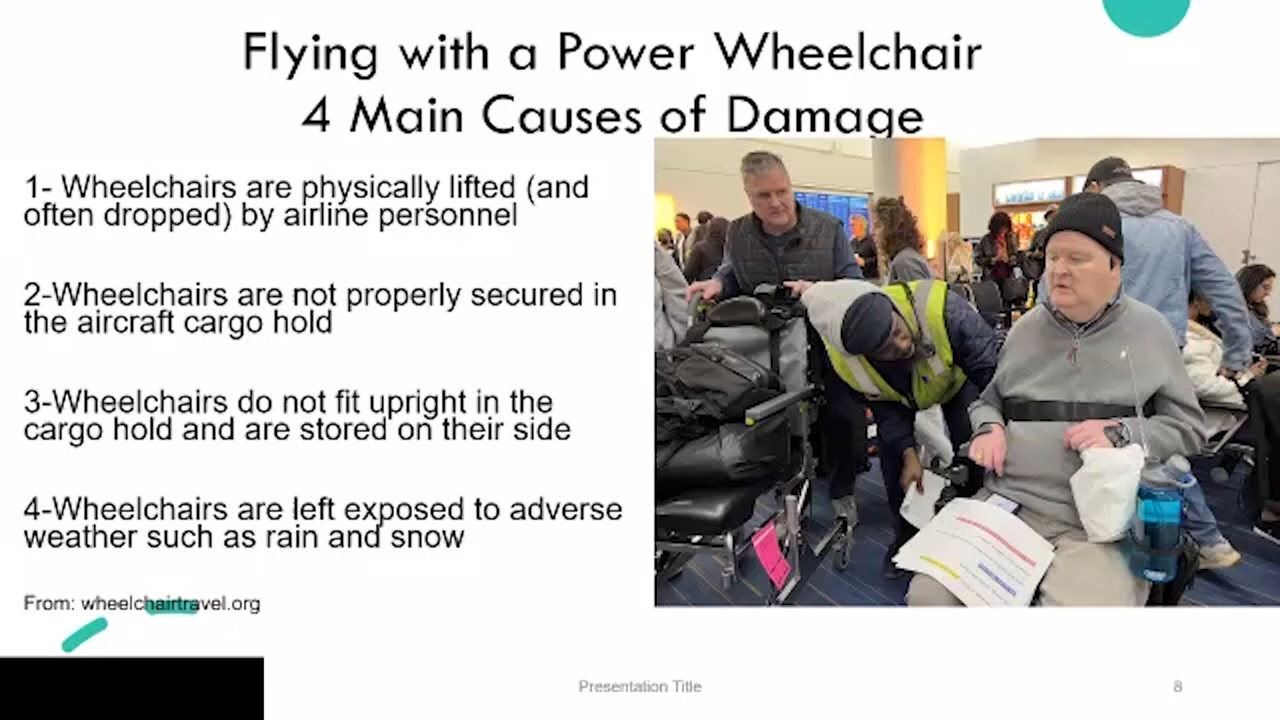 Flying with a Power Wheelchair
4 Main Causes of Damage
1- Wheelchairs are physically lifted (and
often dropped) by airline personnel
2-Wheelchairs are not properly secured in
the aircraft cargo hold
3-Wheelchairs do not fit upright in the
cargo hold and are stored on their side
4-Wheelchairs are left exposed to adverse
weather such as rain and snow
From: wheelchairtravel.org
Presentation Title
8